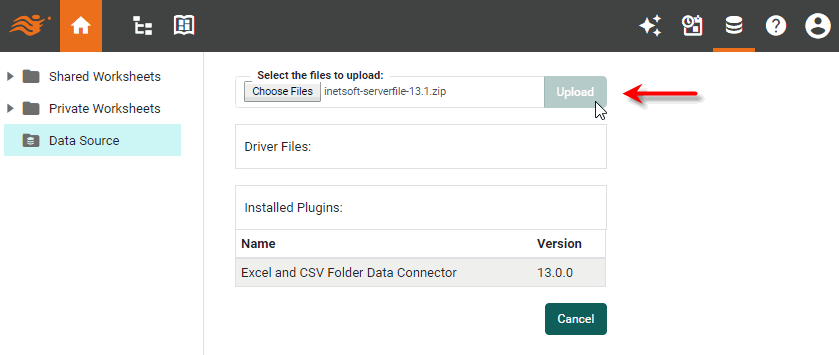 Shared Worksheets
Private Worksheets
Data Source
Select the files to upload:
Choose Files inetsoft-serverfile-13.1.zip Upload
Driver Files:
Installed Plugins:
Name Version
Excel and CSV Folder Data Connector 13.0.0
Cancel